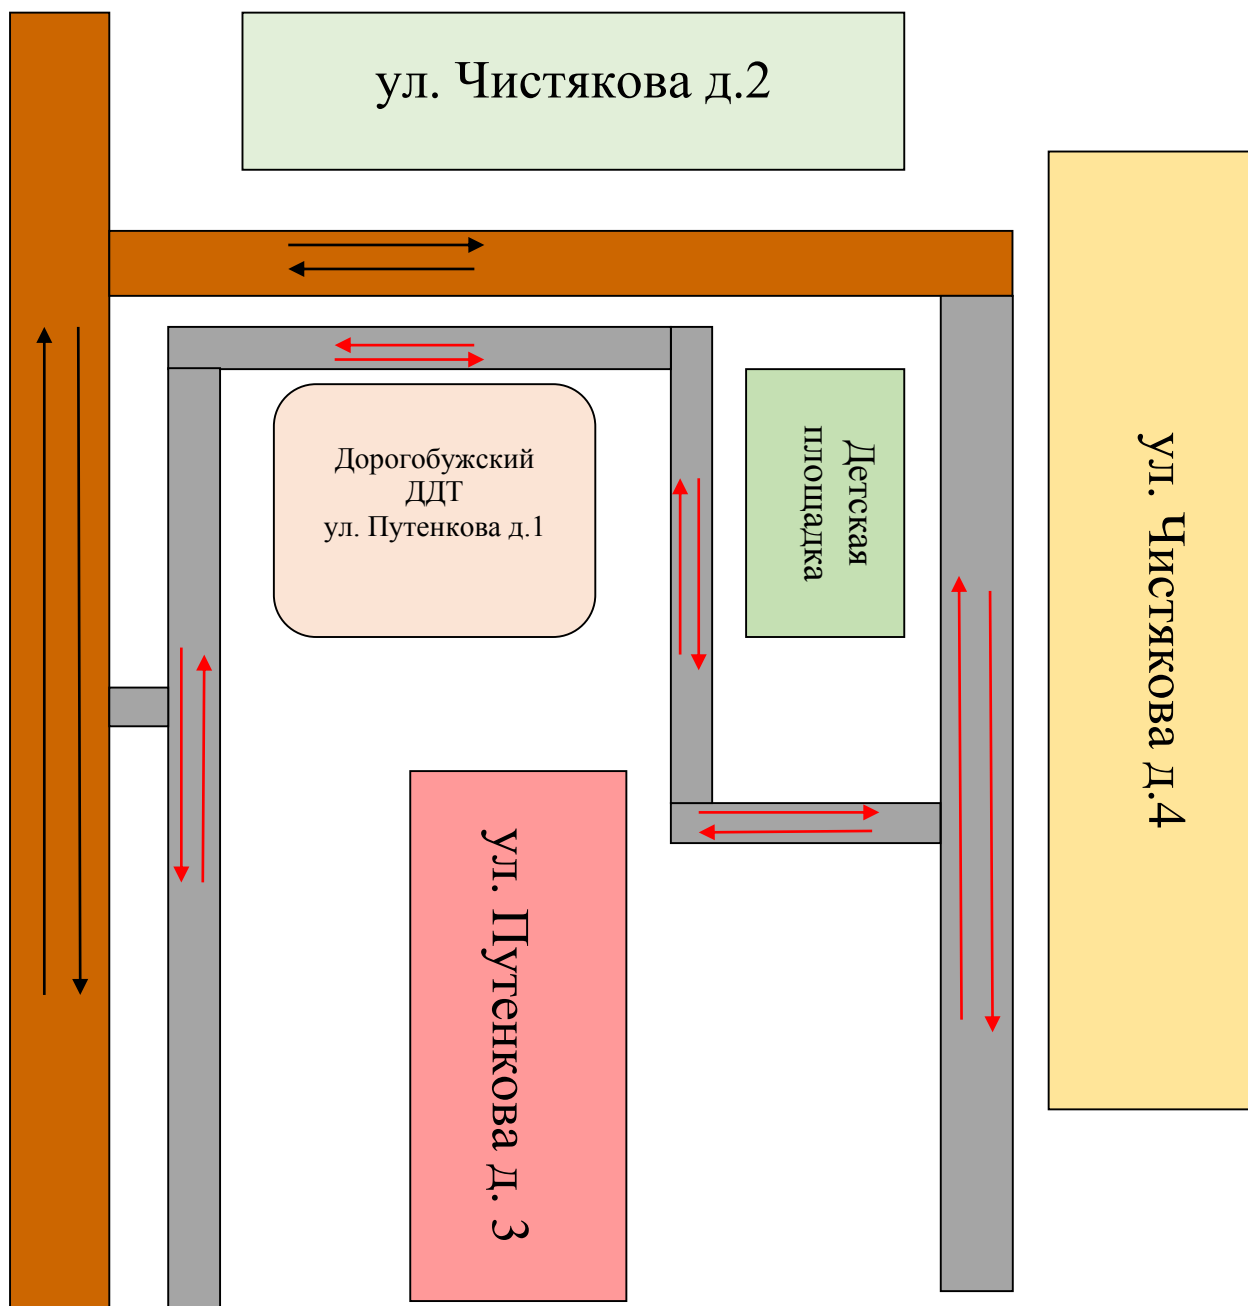 ул. Чистякова д.2
Дорогобужский
ДДТ
ул. Путенкова д.1
Детская
площадка
ул. Чистякова д.4
ул. Путенкова д. 3